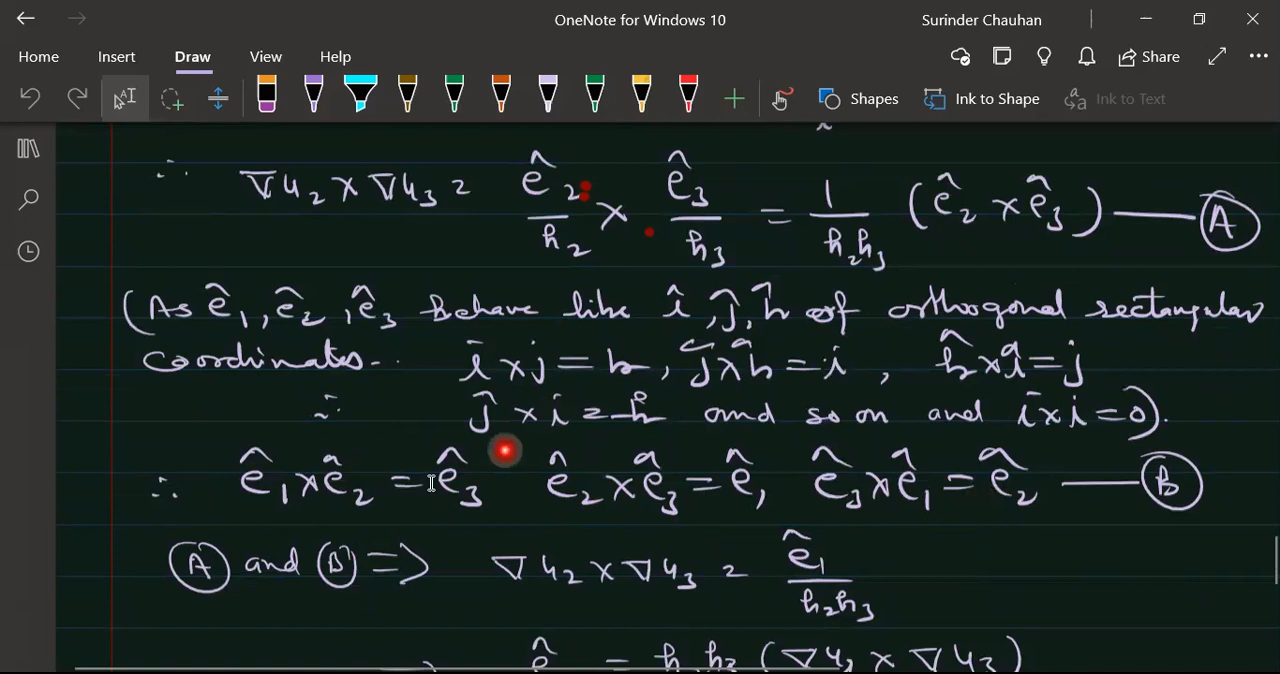 OneNote for Windows 10
Surinder Chauhan
Home Insert Draw View Help
Share
Shapes Ink to Shape Ink to Text
∴ ∇u₂ × ∇u₃ = ê₂/h₂ × ê₃/h₃ = 1/h₂h₃ (ê₂ × ê₃) — Ⓐ
(As ê₁, ê₂, ê₃ behave like î, ĵ, k̂ of orthogonal rectangular
coordinates. i × j = k, ĵ × k̂ = i, k̂ × î = j
∴ ĵ × i = -k and so on and i × i = 0).
∴ ê₁ × ê₂ = ê₃ ê₂ × ê₃ = ê₁ ê₃ × ê₁ = ê₂ — Ⓑ
Ⓐ and Ⓑ => ∇u₂ × ∇u₃ = ê₁/h₂h₃